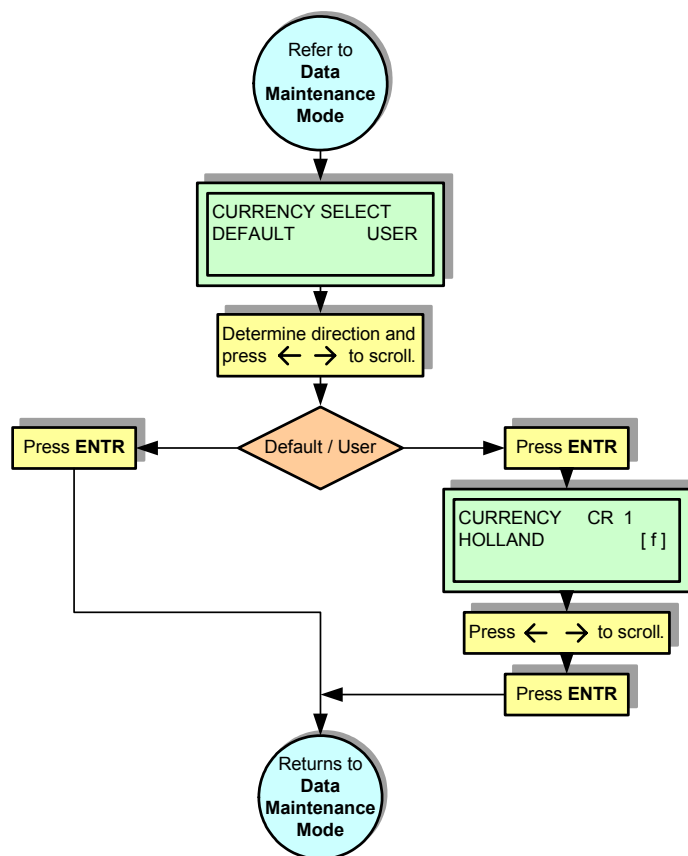 Refer to
Data
Maintenance
Mode
CURRENCY SELECT
DEFAULT USER
Determine direction and
press ← → to scroll.
Default / User
Press ENTR
Press ENTR
CURRENCY CR 1
HOLLAND [ f ]
Press ← → to scroll.
Press ENTR
Returns to
Data
Maintenance
Mode